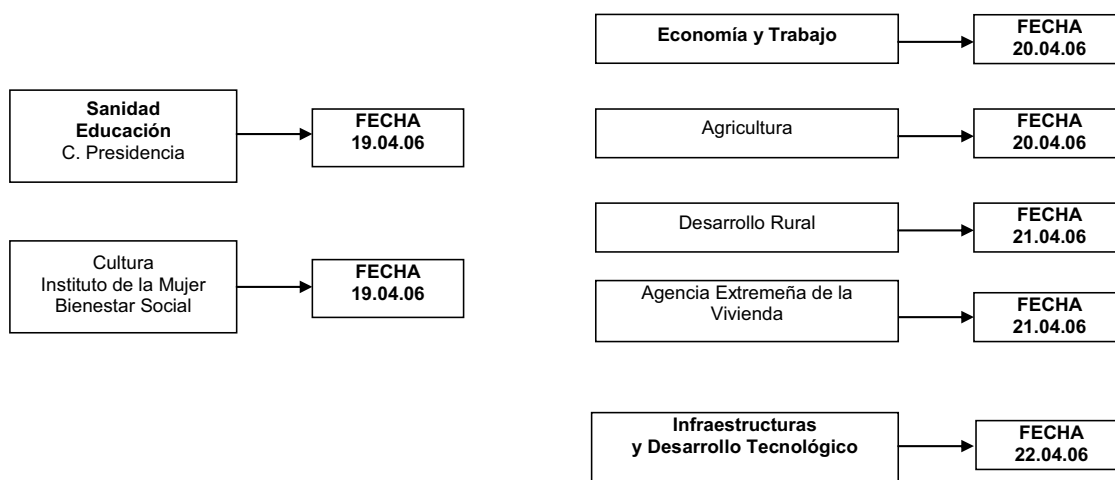 Sanidad
Educación
C. Presidencia
FECHA
19.04.06
Cultura
Instituto de la Mujer
Bienestar Social
FECHA
19.04.06
Economía y Trabajo
FECHA
20.04.06
Agricultura
FECHA
20.04.06
Desarrollo Rural
FECHA
21.04.06
Agencia Extremeña de la
Vivienda
FECHA
21.04.06
Infraestructuras
y Desarrollo Tecnológico
FECHA
22.04.06